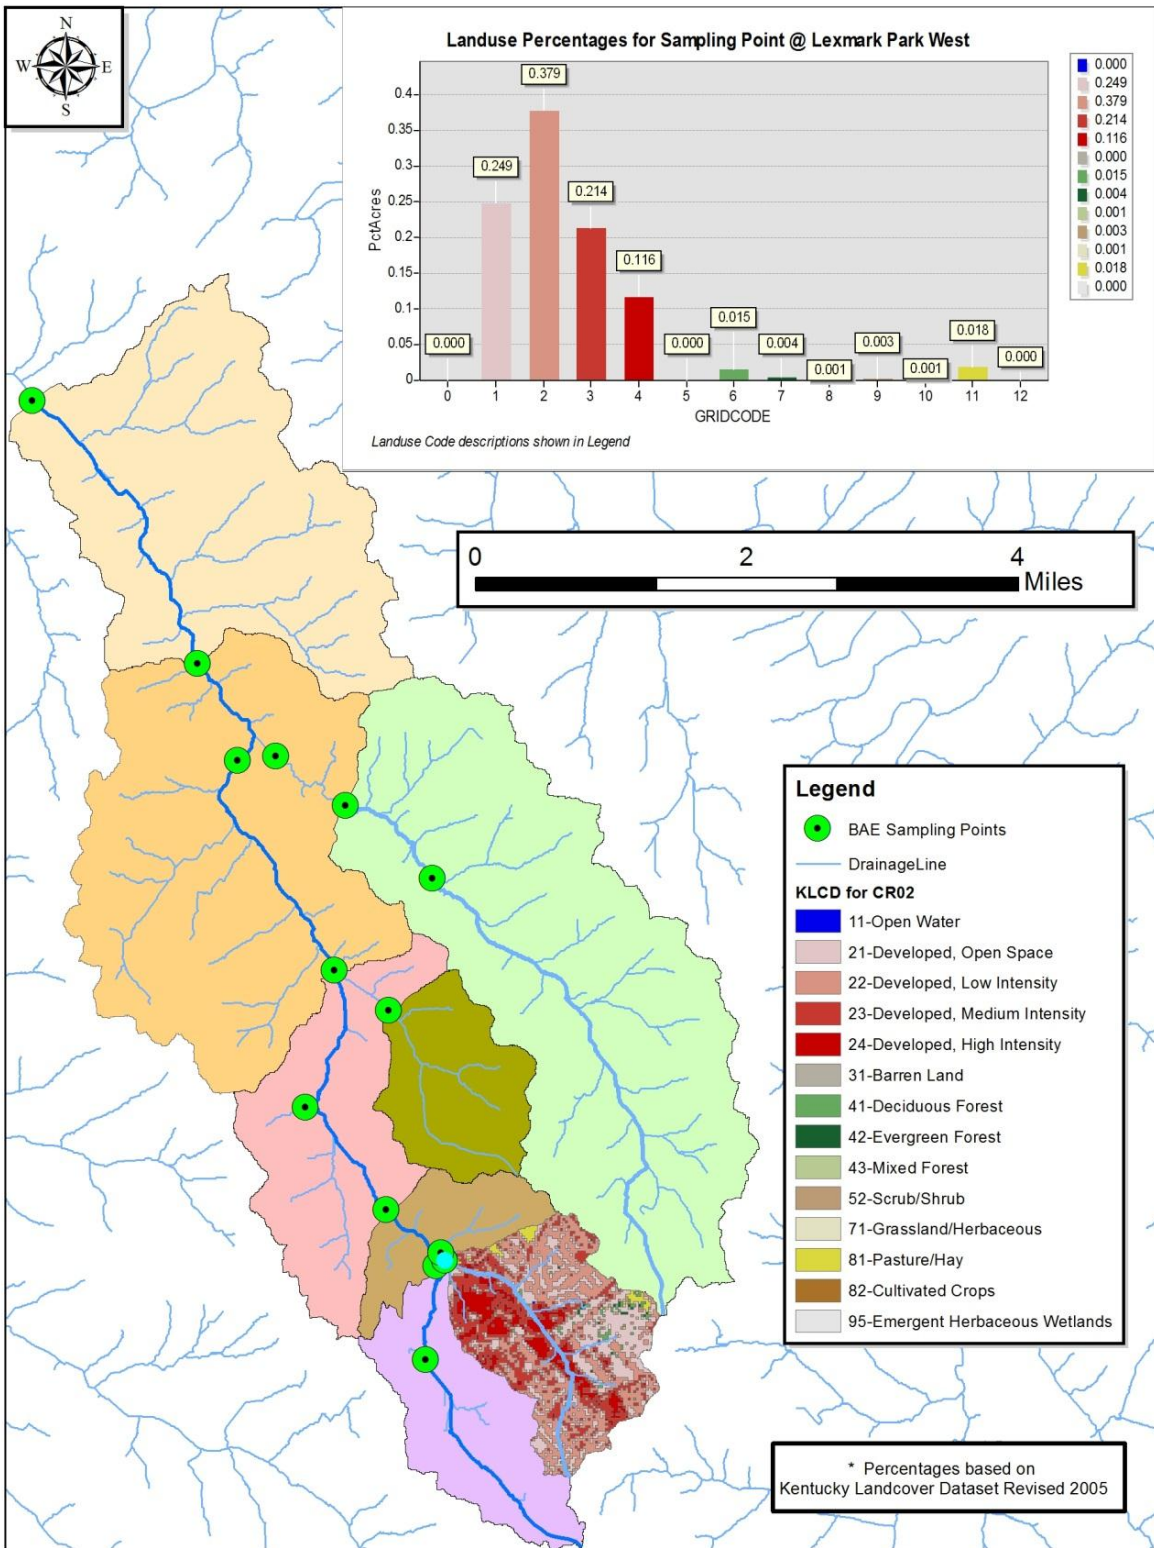 N
W E
S
Landuse Percentages for Sampling Point @ Lexmark Park West
PctAcres
0.4
0.35
0.3
0.25
0.2
0.15
0.1
0.05
0
0.000
0.249
0.379
0.214
0.116
0.000
0.015
0.004
0.001
0.003
0.001
0.018
0.000
0 1 2 3 4 5 6 7 8 9 10 11 12
GRIDCODE
Landuse Code descriptions shown in Legend
0.000
0.249
0.379
0.214
0.116
0.000
0.015
0.004
0.001
0.003
0.001
0.018
0.000
0 2 4
Miles
Legend
BAE Sampling Points
DrainageLine
KLCD for CR02
11-Open Water
21-Developed, Open Space
22-Developed, Low Intensity
23-Developed, Medium Intensity
24-Developed, High Intensity
31-Barren Land
41-Deciduous Forest
42-Evergreen Forest
43-Mixed Forest
52-Scrub/Shrub
71-Grassland/Herbaceous
81-Pasture/Hay
82-Cultivated Crops
95-Emergent Herbaceous Wetlands
* Percentages based on
Kentucky Landcover Dataset Revised 2005